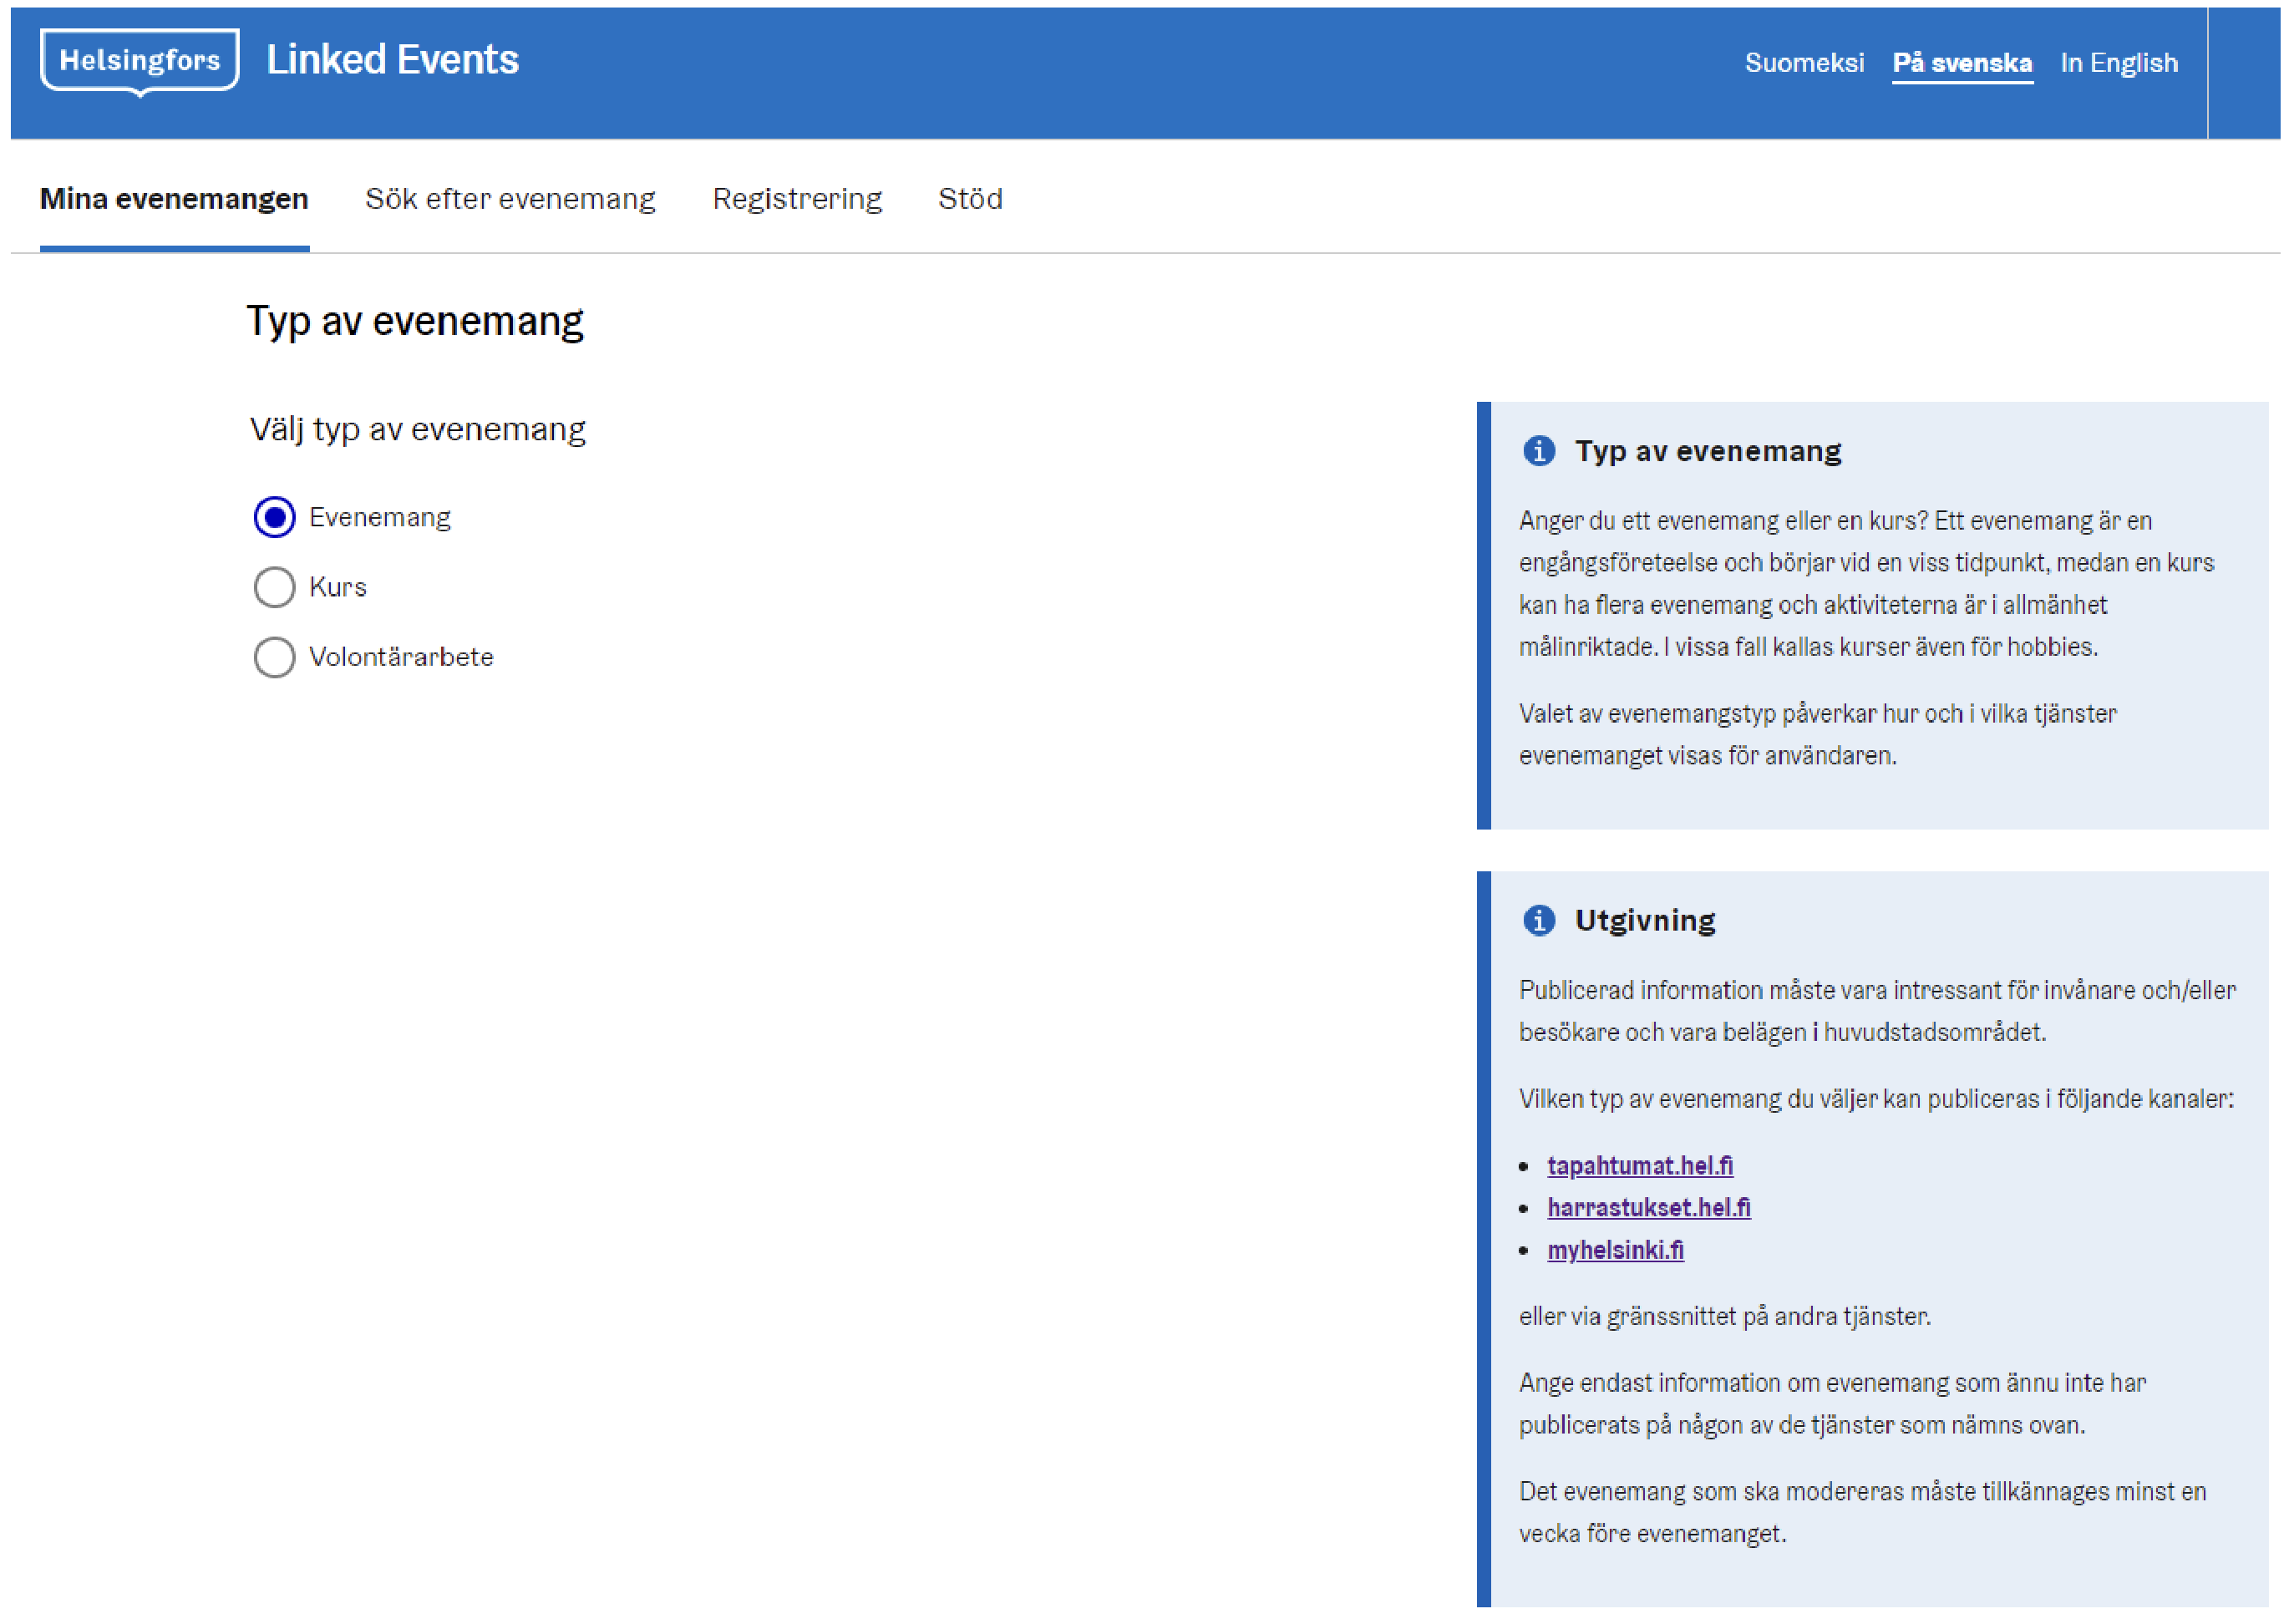 Helsingfors
Linked Events
Suomeksi På svenska In English
Mina evenemangen Sök efter evenemang Registrering Stöd
Typ av evenemang
Välj typ av evenemang
Evenemang
Kurs
Volontärarbete
Typ av evenemang
Anger du ett evenemang eller en kurs? Ett evenemang är en
engångsföreteelse och börjar vid en viss tidpunkt, medan en kurs
kan ha flera evenemang och aktiviteterna är i allmänhet
målinriktade. I vissa fall kallas kurser även för hobbies.
Valet av evenemangstyp påverkar hur och i vilka tjänster
evenemanget visas för användaren.
Utgivning
Publicerad information måste vara intressant för invånare och/eller
besökare och vara belägen i huvudstadsområdet.
Vilken typ av evenemang du väljer kan publiceras i följande kanaler:
• tapahtumat.hel.fi
• harrastukset.hel.fi
• myhelsinki.fi
eller via gränssnittet på andra tjänster.
Ange endast information om evenemang som ännu inte har
publicerats på någon av de tjänster som nämns ovan.
Det evenemang som ska modereras måste tillkännages minst en
vecka före evenemanget.